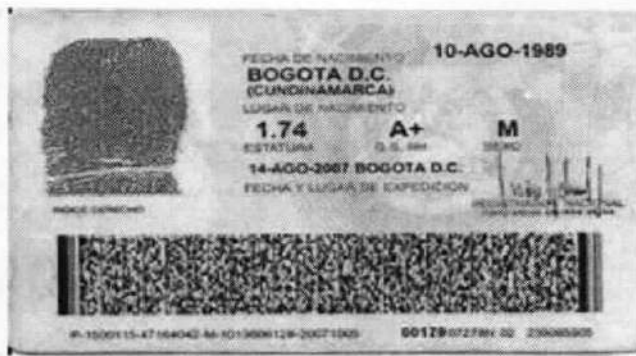 FECHA DE NACIMIENTO 10-AGO-1989
BOGOTA D.C.
(CUNDINAMARCA)
LUGAR DE NACIMIENTO
1.74 A+ M
ESTATURA G.S. RH SEXO
14-AGO-2007 BOGOTA D.C.
FECHA Y LUGAR DE EXPEDICION
INDICE DERECHO